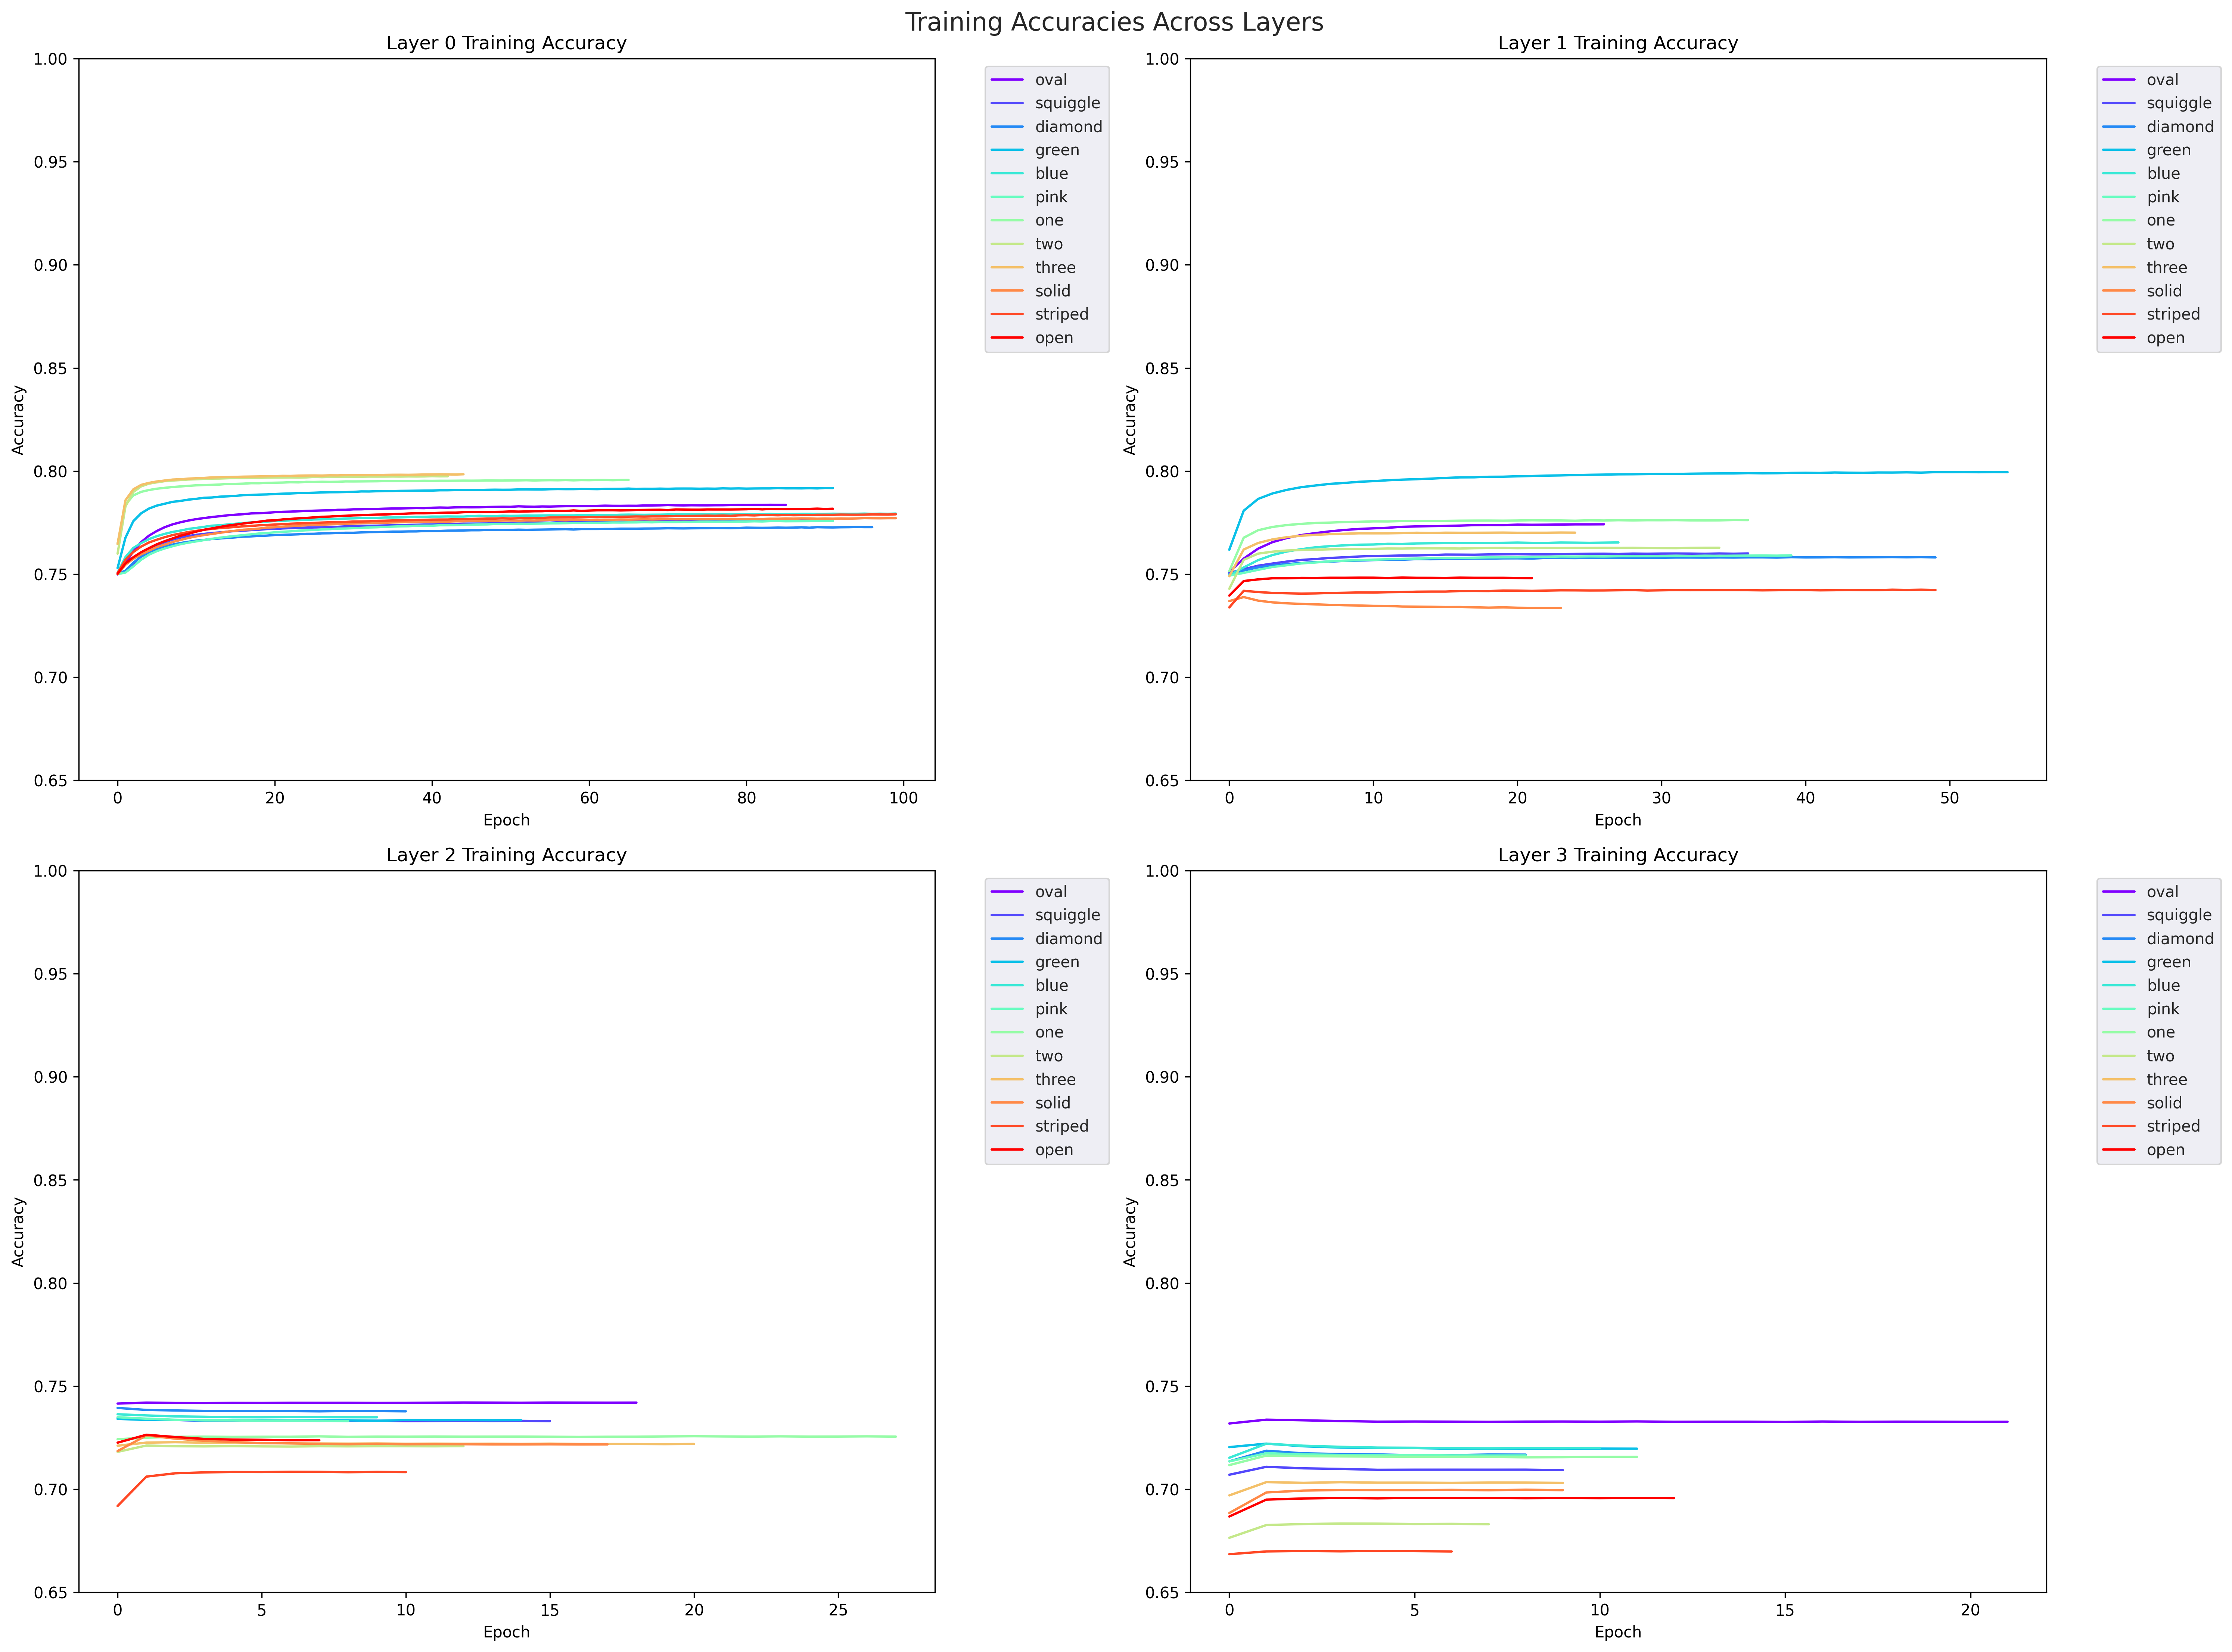 Training Accuracies Across Layers
Layer 0 Training Accuracy
1.00
0.95
0.90
0.85
0.80
0.75
0.70
0.65
Accuracy
0
20
40
60
80
100
Epoch
oval
squiggle
diamond
green
blue
pink
one
two
three
solid
striped
open
Layer 1 Training Accuracy
1.00
0.95
0.90
0.85
0.80
0.75
0.70
0.65
Accuracy
0
10
20
30
40
50
Epoch
oval
squiggle
diamond
green
blue
pink
one
two
three
solid
striped
open
Layer 2 Training Accuracy
1.00
0.95
0.90
0.85
0.80
0.75
0.70
0.65
Accuracy
0
5
10
15
20
25
Epoch
oval
squiggle
diamond
green
blue
pink
one
two
three
solid
striped
open
Layer 3 Training Accuracy
1.00
0.95
0.90
0.85
0.80
0.75
0.70
0.65
Accuracy
0
5
10
15
20
Epoch
oval
squiggle
diamond
green
blue
pink
one
two
three
solid
striped
open